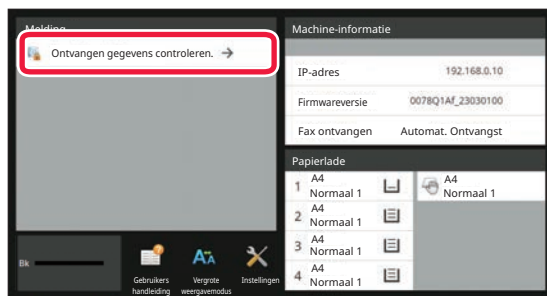 Melding
Ontvangen gegevens controleren. →
Bk
Gebruikers
handleiding
Vergrote
weergavemodus
Instellingen
Machine-informatie
IP-adres 192.168.0.10
Firmwareversie 0078Q1Af_23030100
Fax ontvangen Automat. Ontvangst
Papierlade
1 A4
Normaal 1
A4
Normaal 1
2 A4
Normaal 1
3 A4
Normaal 1
4 A4
Normaal 1